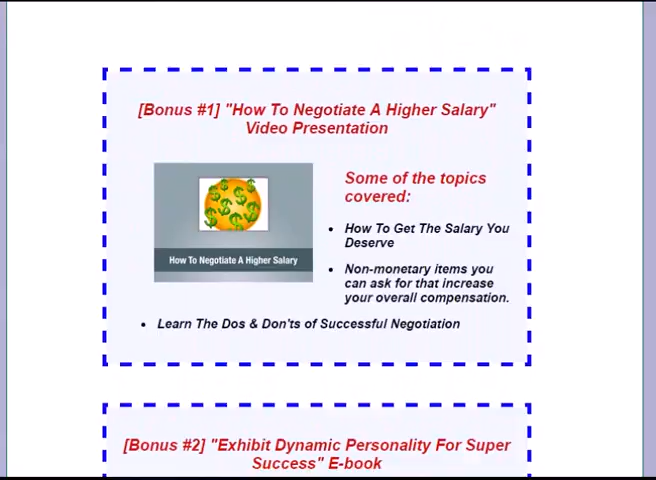 [Bonus #1] "How To Negotiate A Higher Salary"
Video Presentation
How To Negotiate A Higher Salary
Some of the topics
covered:
How To Get The Salary You
Deserve
Non-monetary items you
can ask for that increase
your overall compensation.
Learn The Dos & Don'ts of Successful Negotiation
[Bonus #2] "Exhibit Dynamic Personality For Super
Success" E-book